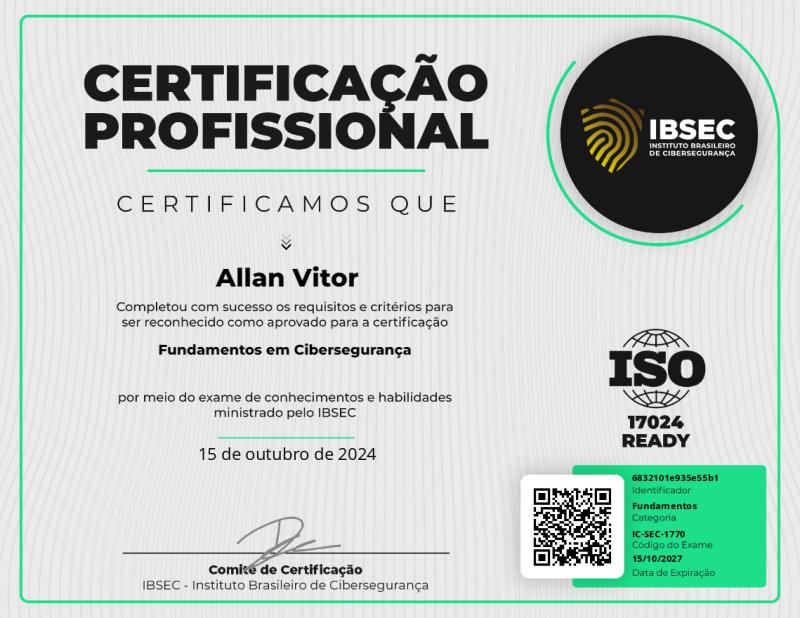 CERTIFICAÇÃO
PROFISSIONAL
IBSEC
INSTITUTO BRASILEIRO
DE CIBERSEGURANÇA
CERTIFICAMOS QUE
Allan Vitor
Completou com sucesso os requisitos e critérios para
ser reconhecido como aprovado para a certificação
Fundamentos em Cibersegurança
por meio do exame de conhecimentos e habilidades
ministrado pelo IBSEC
15 de outubro de 2024
ISO
17024
READY
6832101e935e55b1
Identificador
Fundamentos
Categoria
IC-SEC-1770
Código do Exame
15/10/2027
Data de Expiração
Comitê de Certificação
IBSEC - Instituto Brasileiro de Cibersegurança